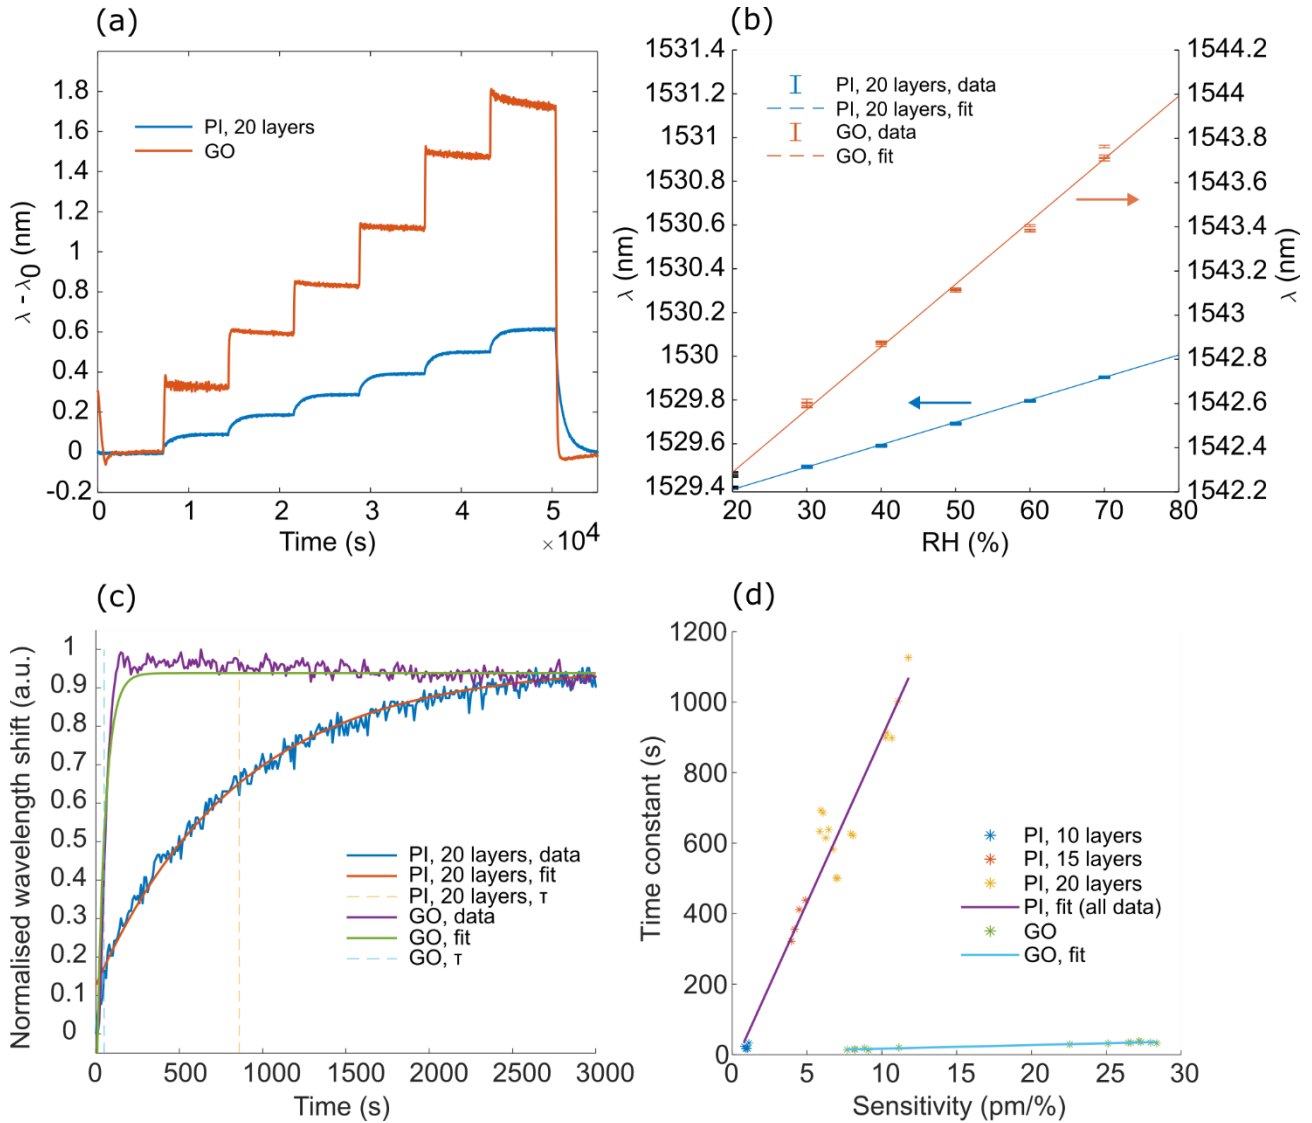 (a)
λ - λ0 (nm)
1.8
1.6
1.4
1.2
1
0.8
0.6
0.4
0.2
0
-0.2
PI, 20 layers
GO
0
1
2
3
4
5
× 10^4
Time (s)
(b)
λ (nm)
1531.4
1531.2
1531
1530.8
1530.6
1530.4
1530.2
1530
1529.8
1529.6
1529.4
PI, 20 layers, data
PI, 20 layers, fit
GO, data
GO, fit
1544.2
1544
1543.8
1543.6
1543.4
1543.2
1543
1542.8
1542.6
1542.4
1542.2
λ (nm)
20
30
40
50
60
70
80
RH (%)
(c)
Normalised wavelength shift (a.u.)
1
0.9
0.8
0.7
0.6
0.5
0.4
0.3
0.2
0.1
0
PI, 20 layers, data
PI, 20 layers, fit
PI, 20 layers, τ
GO, data
GO, fit
GO, τ
0
500
1000
1500
2000
2500
3000
Time (s)
(d)
Time constant (s)
1200
1000
800
600
400
200
0
PI, 10 layers
PI, 15 layers
PI, 20 layers
PI, fit (all data)
GO
GO, fit
0
5
10
15
20
25
30
Sensitivity (pm/%)